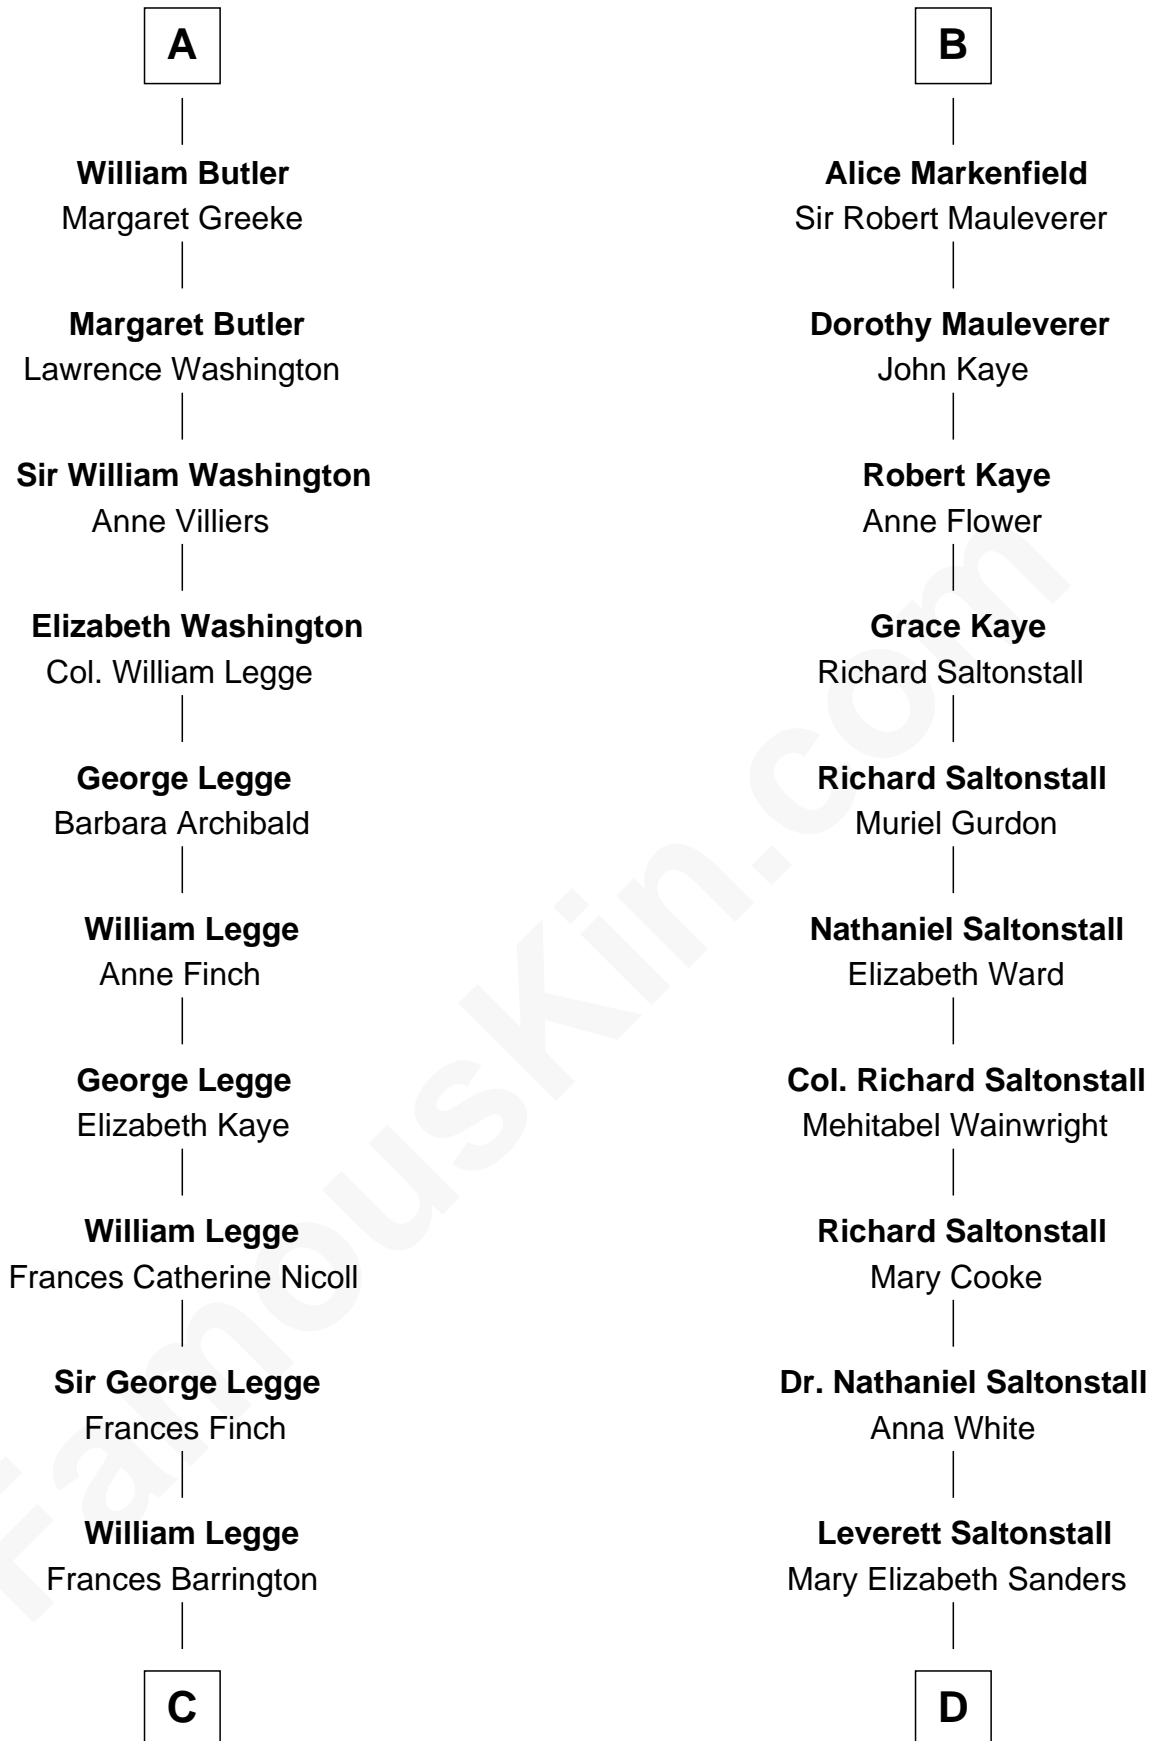 A
William Butler
Margaret Greeke
Margaret Butler
Lawrence Washington
Sir William Washington
Anne Villiers
Elizabeth Washington
Col. William Legge
George Legge
Barbara Archibald
William Legge
Anne Finch
George Legge
Elizabeth Kaye
William Legge
Frances Catherine Nicoll
Sir George Legge
Frances Finch
William Legge
Frances Barrington
C
B
Alice Markenfield
Sir Robert Mauleverer
Dorothy Mauleverer
John Kaye
Robert Kaye
Anne Flower
Grace Kaye
Richard Saltonstall
Richard Saltonstall
Muriel Gurdon
Nathaniel Saltonstall
Elizabeth Ward
Col. Richard Saltonstall
Mehitabel Wainwright
Richard Saltonstall
Mary Cooke
Dr. Nathaniel Saltonstall
Anna White
Leverett Saltonstall
Mary Elizabeth Sanders
D
FamousKin.com